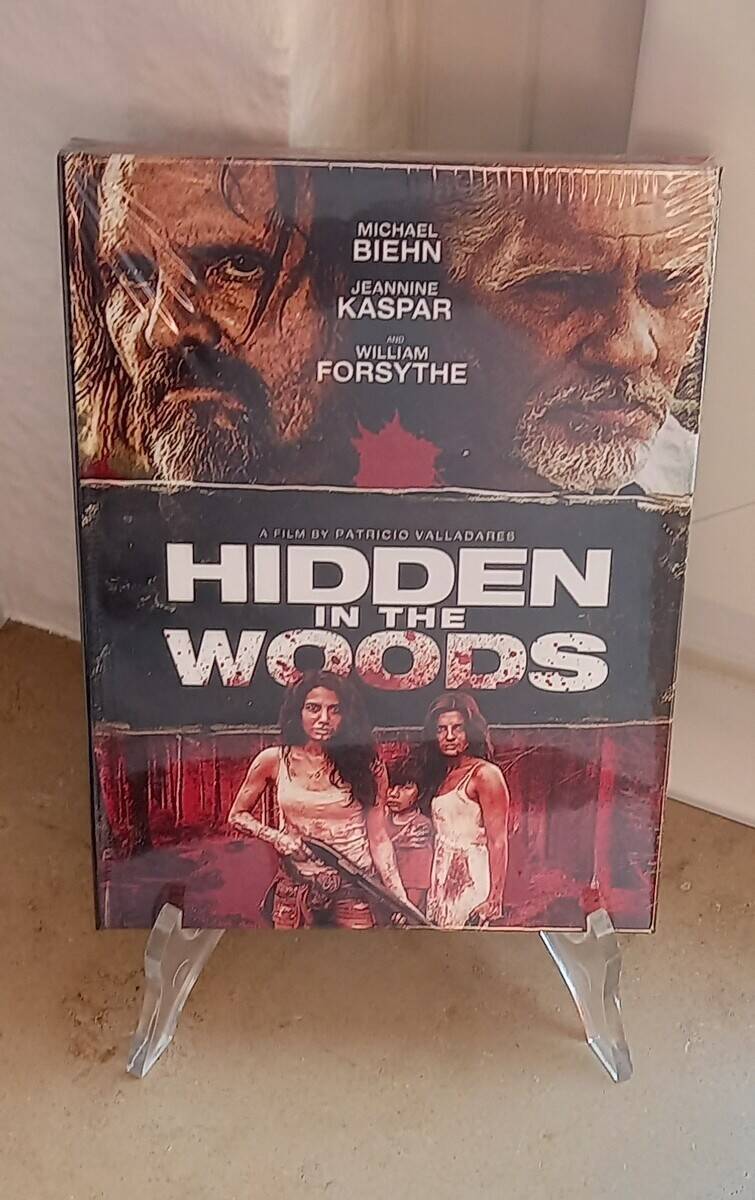 MICHAEL
BIEHN
JEANNINE
KASPAR
AND
WILLIAM
FORSYTHE
A FILM BY PATRICIO VALLADARES
HIDDEN
IN THE
WOODS